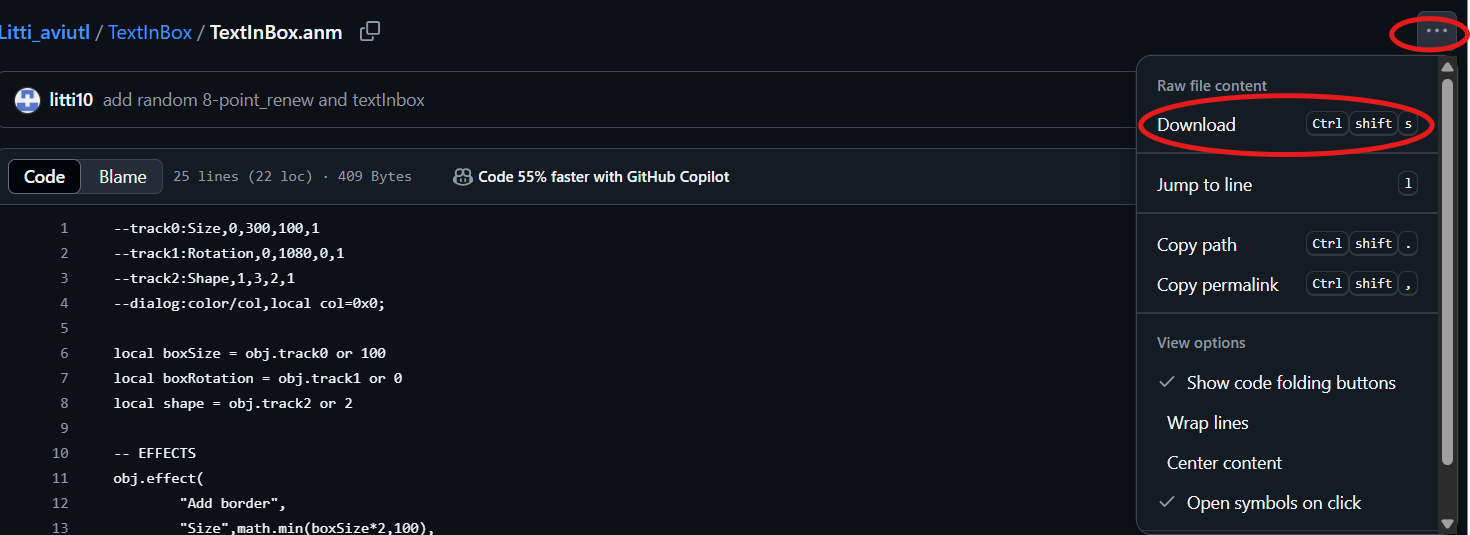 Litti_aviutl / TextInBox / TextInBox.anm
litti10 add random 8-point_renew and textInbox
Code Blame 25 lines (22 loc) · 409 Bytes Code 55% faster with GitHub Copilot
1 --track0:Size,0,300,100,1
2 --track1:Rotation,0,1080,0,1
3 --track2:Shape,1,3,2,1
4 --dialog:color/col,local col=0x0;
5
6 local boxSize = obj.track0 or 100
7 local boxRotation = obj.track1 or 0
8 local shape = obj.track2 or 2
9
10 -- EFFECTS
11 obj.effect(
12 "Add border",
13 "Size",math.min(boxSize*2,100),
Raw file content
Download Ctrl shift s
Jump to line l
Copy path Ctrl shift .
Copy permalink Ctrl shift ,
View options
Show code folding buttons
Wrap lines
Center content
Open symbols on click